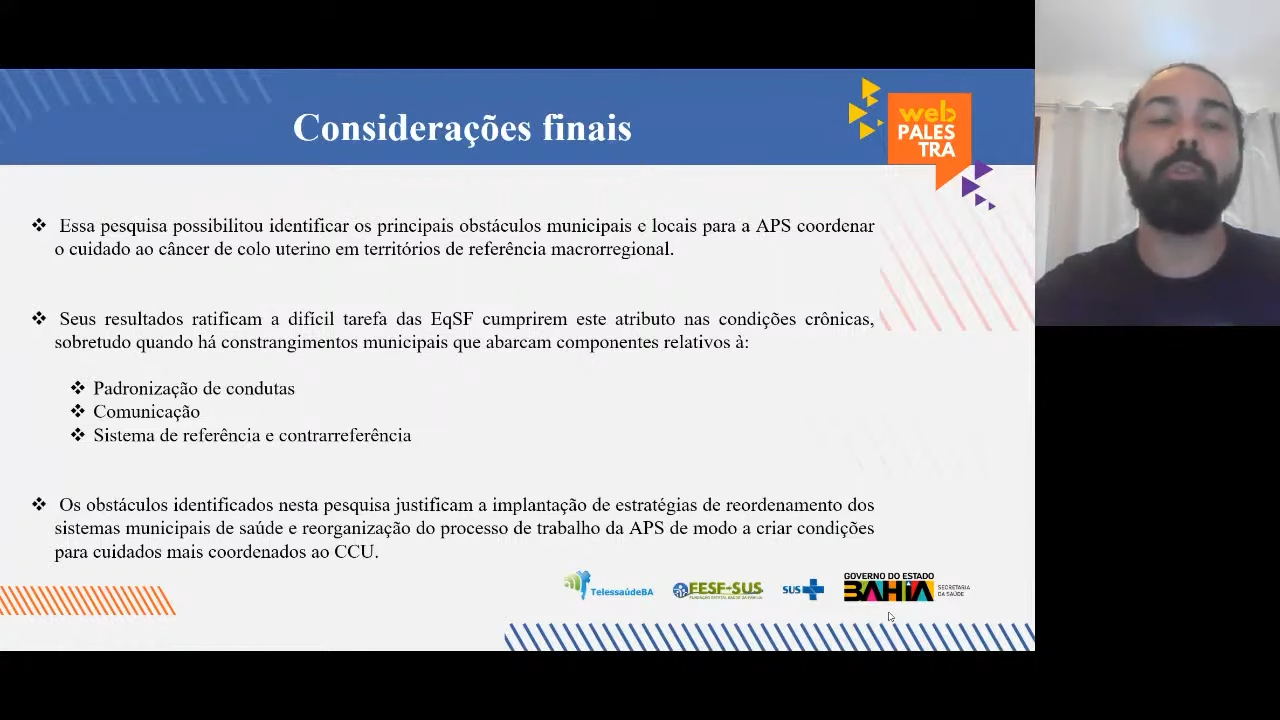 Considerações finais
web
PALES
TRA
❖ Essa pesquisa possibilitou identificar os principais obstáculos municipais e locais para a APS coordenar
o cuidado ao câncer de colo uterino em territórios de referência macrorregional.
❖ Seus resultados ratificam a difícil tarefa das EqSF cumprirem este atributo nas condições crônicas,
sobretudo quando há constrangimentos municipais que abarcam componentes relativos à:
❖ Padronização de condutas
❖ Comunicação
❖ Sistema de referência e contrarreferência
❖ Os obstáculos identificados nesta pesquisa justificam a implantação de estratégias de reordenamento dos
sistemas municipais de saúde e reorganização do processo de trabalho da APS de modo a criar condições
para cuidados mais coordenados ao CCU.
TelessaúdeBA
FESF-SUS
FUNDAÇÃO ESTATAL SAÚDE DA FAMÍLIA
SUS
GOVERNO DO ESTADO
BAHIA
SECRETARIA
DA SAÚDE